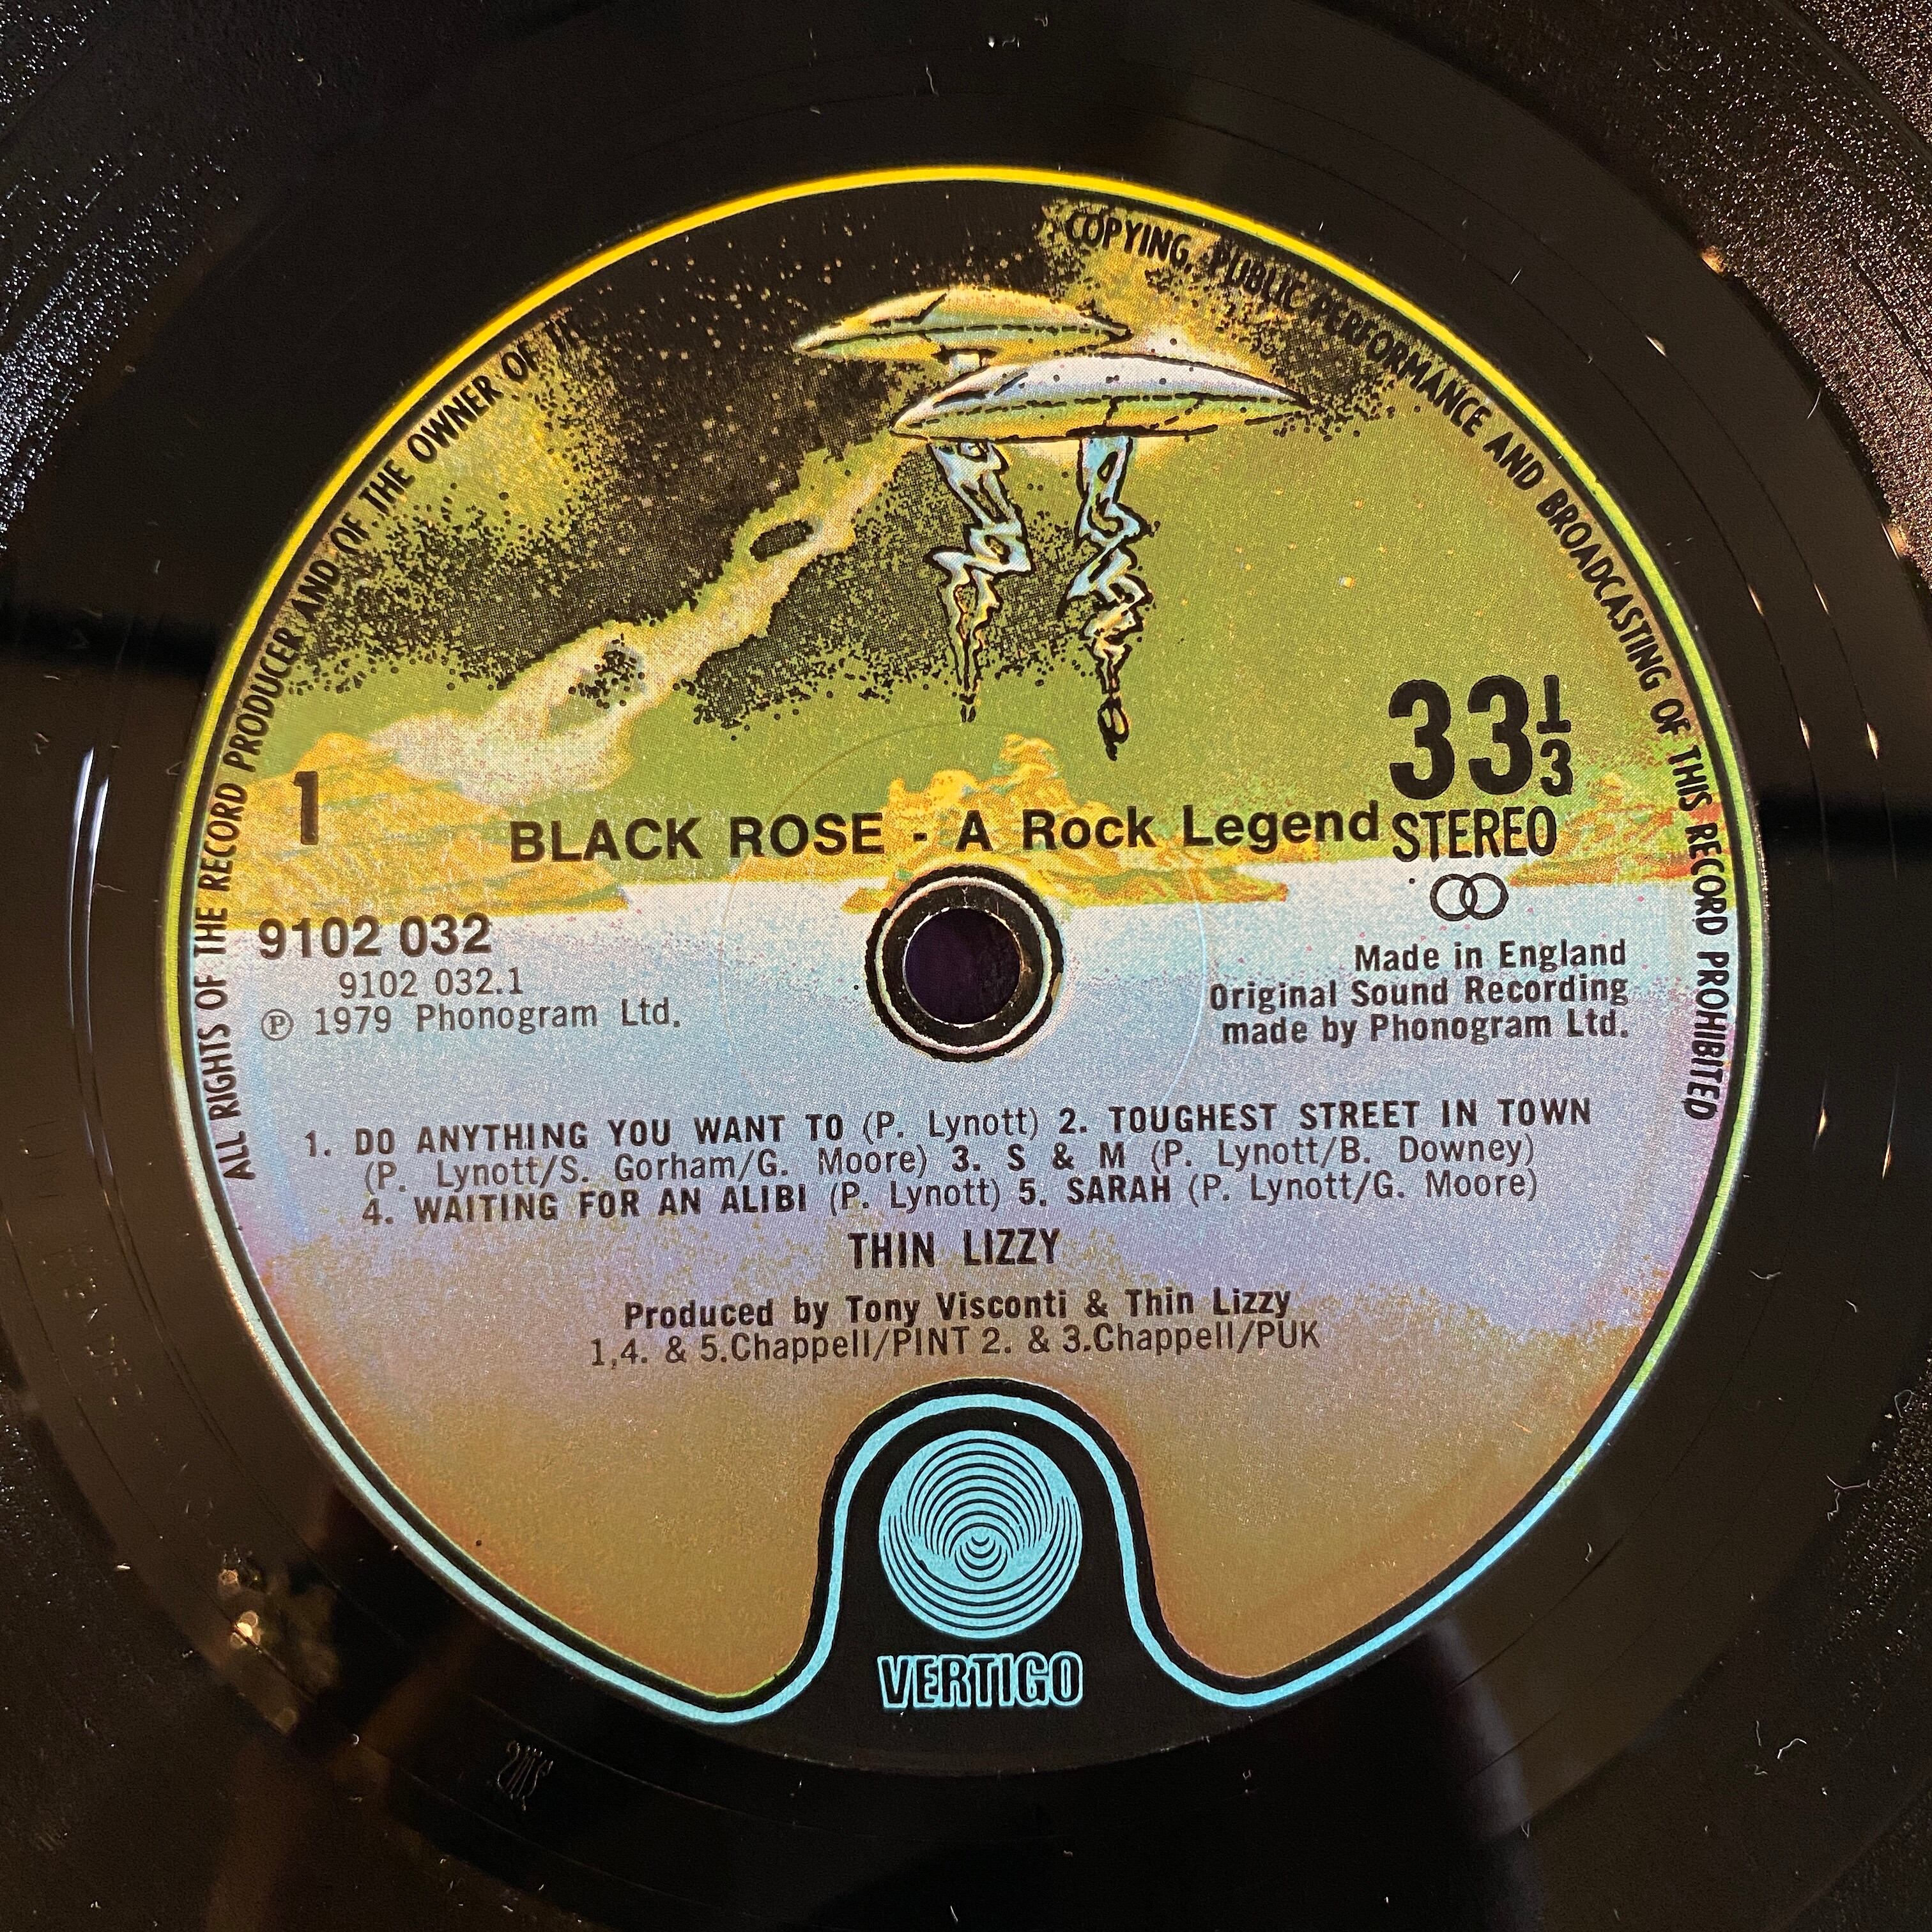 ALL RIGHTS OF THE RECORD PRODUCER AND OF THE OWNER OF
COPYING, PUBLIC PERFORMANCE AND BROADCASTING OF THIS RECORD PROHIBITED
33 1/3
1
BLACK ROSE - A Rock Legend
STEREO
9102 032
9102 032.1
℗ 1979 Phonogram Ltd.
Made in England
Original Sound Recording
made by Phonogram Ltd.
1. DO ANYTHING YOU WANT TO (P. Lynott) 2. TOUGHEST STREET IN TOWN
(P. Lynott/S. Gorham/G. Moore) 3. S & M (P. Lynott/B. Downey)
4. WAITING FOR AN ALIBI (P. Lynott) 5. SARAH (P. Lynott/G. Moore)
THIN LIZZY
Produced by Tony Visconti & Thin Lizzy
1,4. & 5.Chappell/PINT 2. & 3.Chappell/PUK
VERTIGO